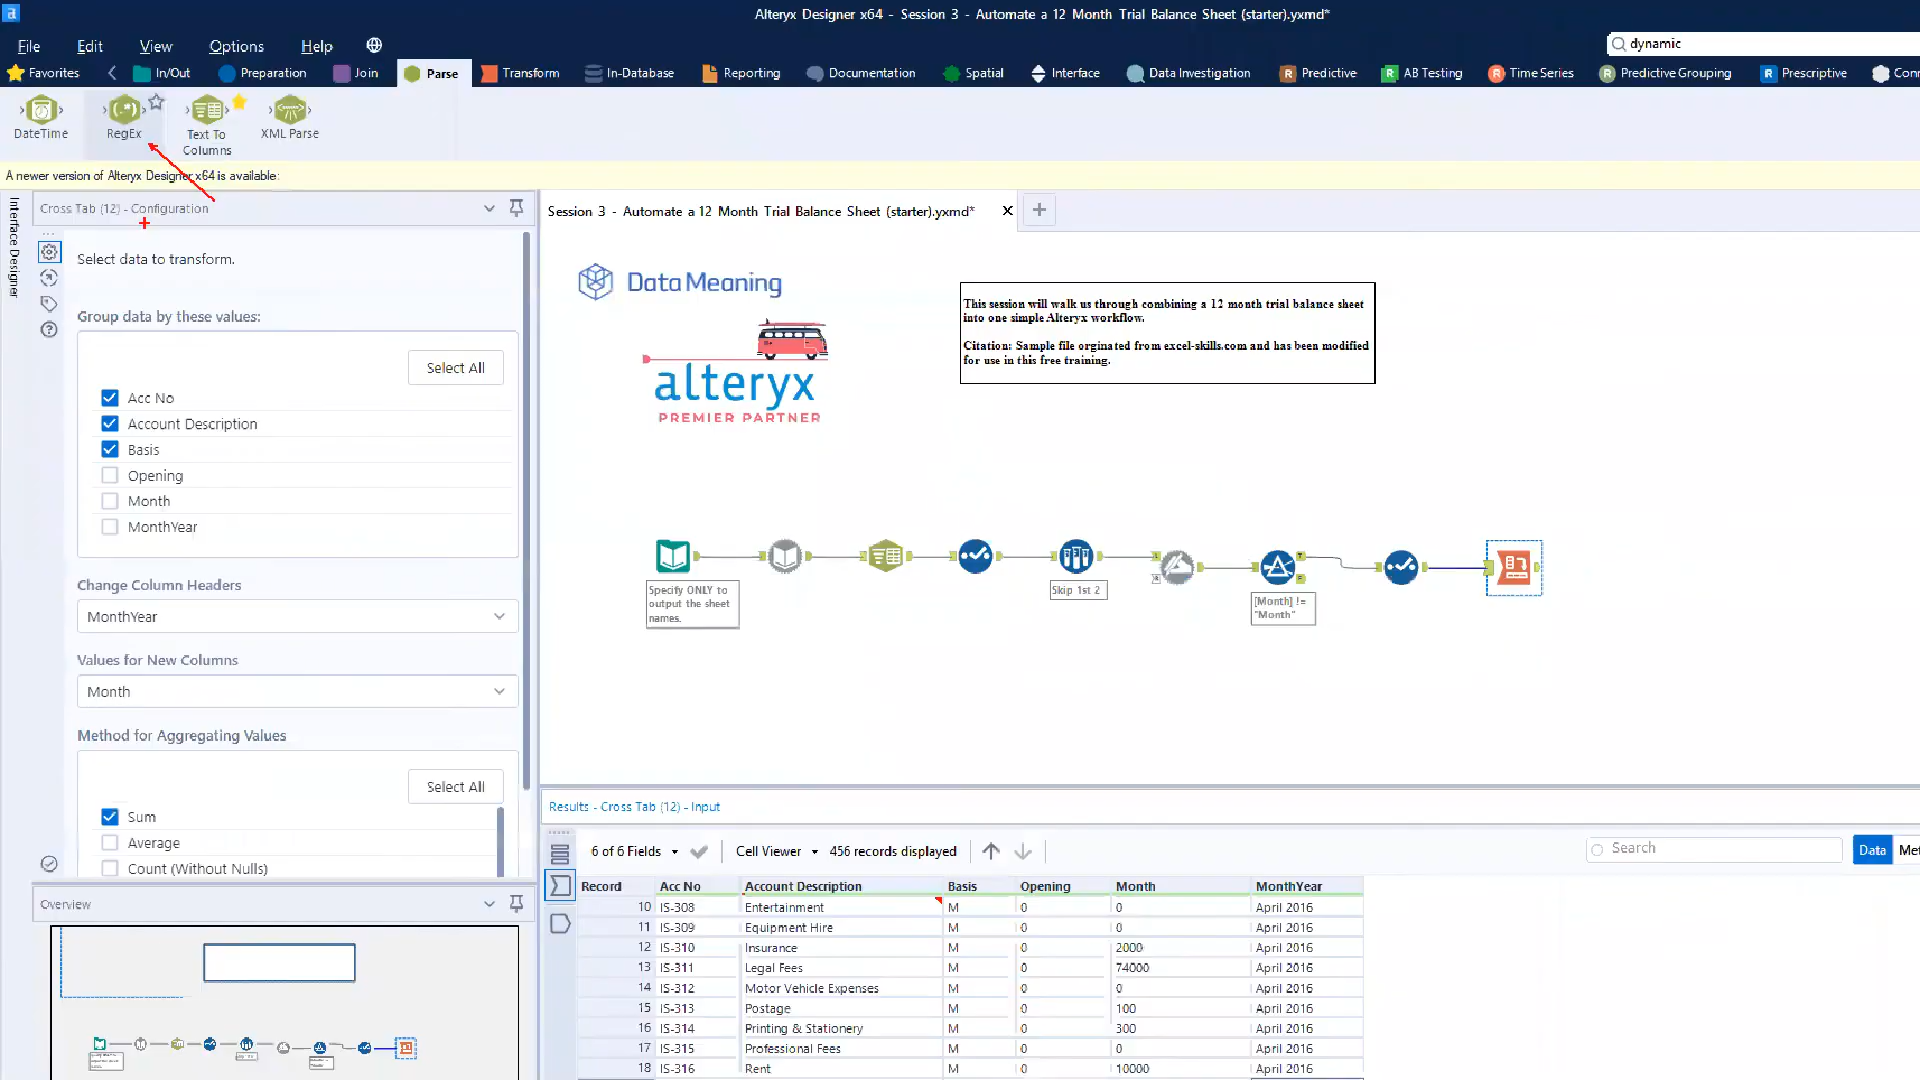 Alteryx Designer x64 - Session 3 - Automate a 12 Month Trial Balance Sheet (starter).yxmd*
File Edit View Options Help
dynamic
Favorites In/Out Preparation Join Parse Transform In-Database Reporting Documentation Spatial Interface Data Investigation Predictive AB Testing Time Series Predictive Grouping Prescriptive Conn
DateTime RegEx Text To Columns XML Parse
A newer version of Alteryx Designer x64 is available:
Interface Designer
Cross Tab (12) - Configuration
Session 3 - Automate a 12 Month Trial Balance Sheet (starter).yxmd*
Select data to transform.
Group data by these values:
Select All
Acc No
Account Description
Basis
Opening
Month
MonthYear
Change Column Headers
MonthYear
Values for New Columns
Month
Method for Aggregating Values
Select All
Sum
Average
Count (Without Nulls)
Overview
Data Meaning
alteryx
PREMIER PARTNER
This session will walk us through combining a 12 month trial balance sheet
into one simple Alteryx workflow.
Citation: Sample file orginated from excel-skills.com and has been modified
for use in this free training.
Specify ONLY to
output the sheet
names.
Skip 1st 2
[Month] !=
"Month"
Results - Cross Tab (12) - Input
6 of 6 Fields Cell Viewer 456 records displayed Search Data Met
Record Acc No Account Description Basis Opening Month MonthYear
10 IS-308 Entertainment M 0 0 April 2016
11 IS-309 Equipment Hire M 0 0 April 2016
12 IS-310 Insurance M 0 2000 April 2016
13 IS-311 Legal Fees M 0 74000 April 2016
14 IS-312 Motor Vehicle Expenses M 0 0 April 2016
15 IS-313 Postage M 0 100 April 2016
16 IS-314 Printing & Stationery M 0 300 April 2016
17 IS-315 Professional Fees M 0 0 April 2016
18 IS-316 Rent M 0 10000 April 2016